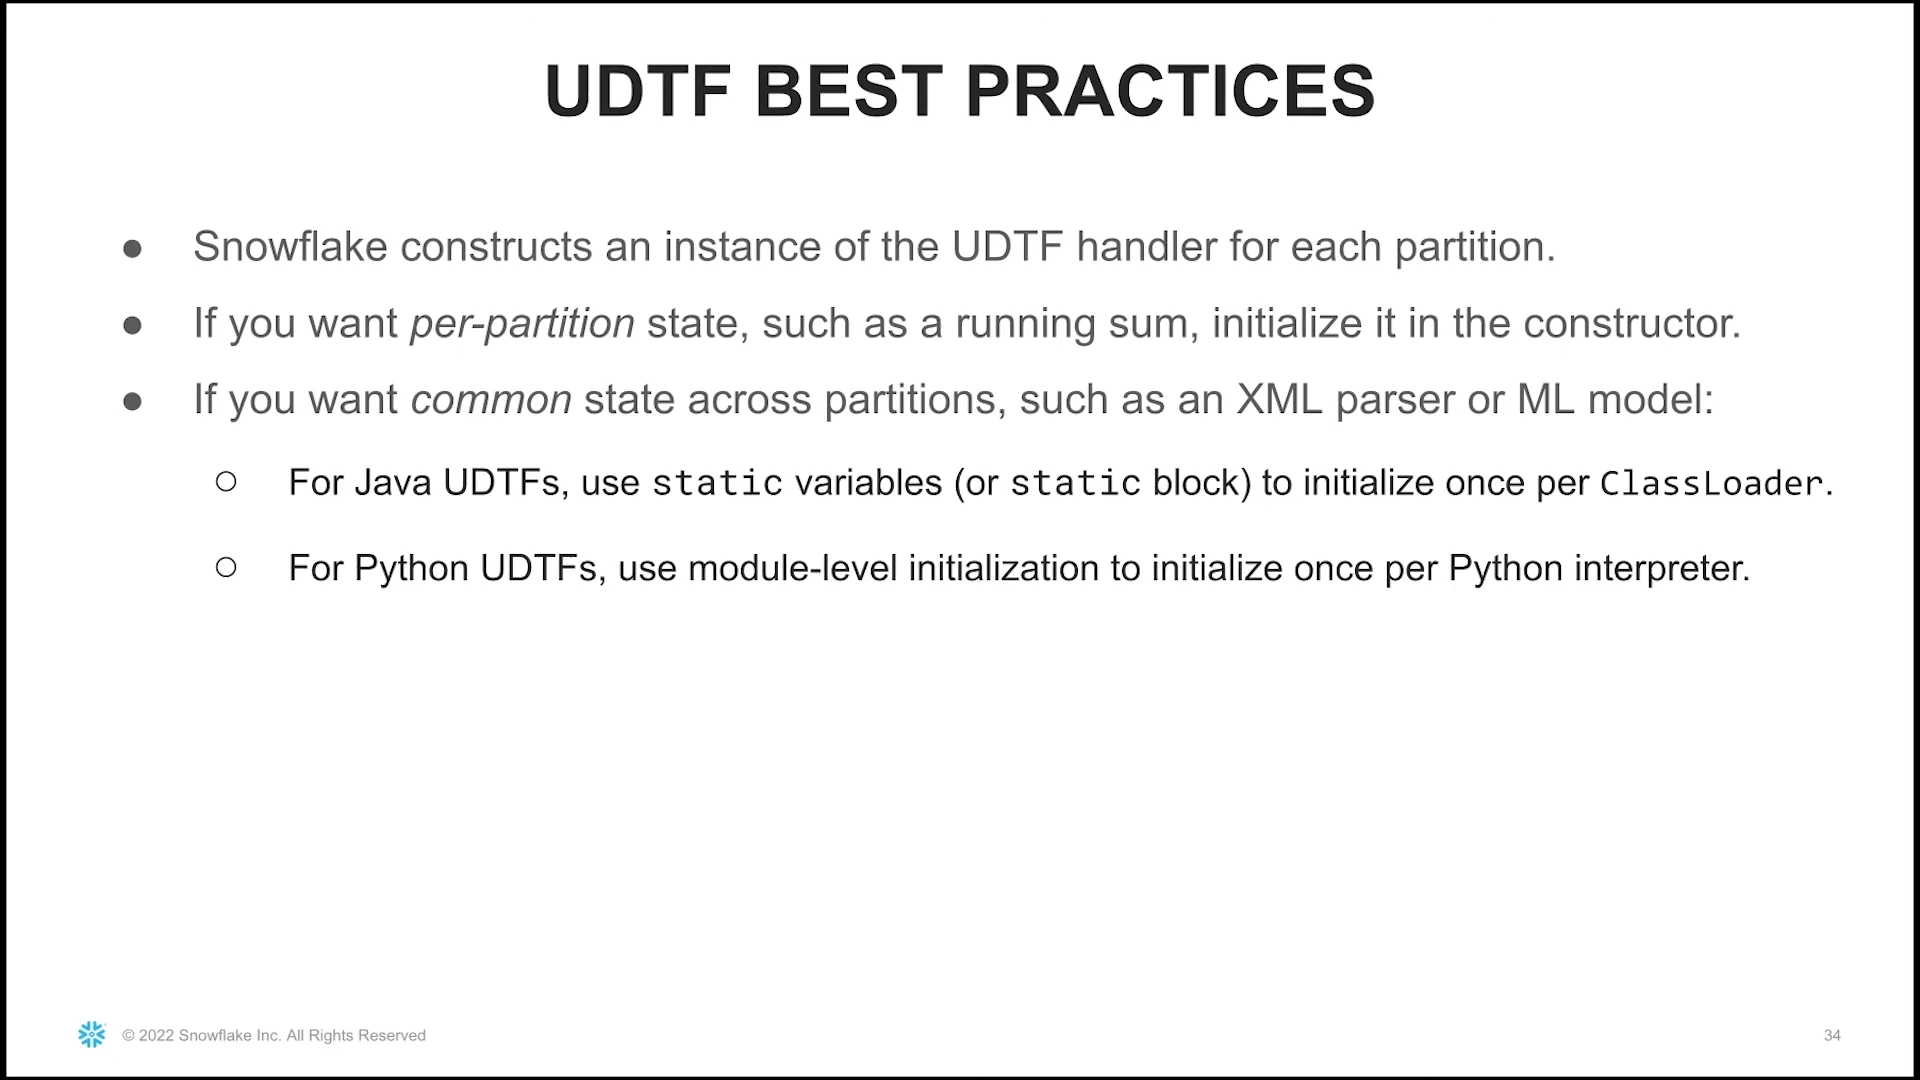 UDTF BEST PRACTICES
● Snowflake constructs an instance of the UDTF handler for each partition.
● If you want per-partition state, such as a running sum, initialize it in the constructor.
● If you want common state across partitions, such as an XML parser or ML model:
○ For Java UDTFs, use static variables (or static block) to initialize once per ClassLoader.
○ For Python UDTFs, use module-level initialization to initialize once per Python interpreter.
© 2022 Snowflake Inc. All Rights Reserved
34